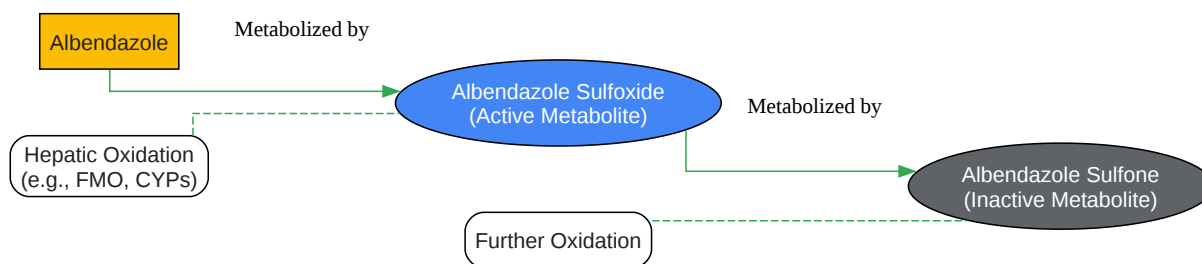 Albendazole
Metabolized by
Albendazole Sulfoxide
(Active Metabolite)
Metabolized by
Hepatic Oxidation
(e.g., FMO, CYPs)
Albendazole Sulfone
(Inactive Metabolite)
Further Oxidation